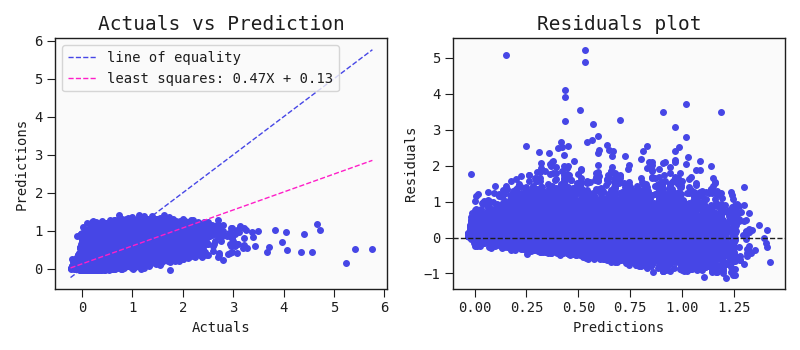 Actuals vs Prediction
line of equality
least squares: 0.47X + 0.13
Predictions
6
5
4
3
2
1
0
0 1 2 3 4 5 6
Actuals
Residuals plot
Residuals
5
4
3
2
1
0
−1
0.00 0.25 0.50 0.75 1.00 1.25
Predictions